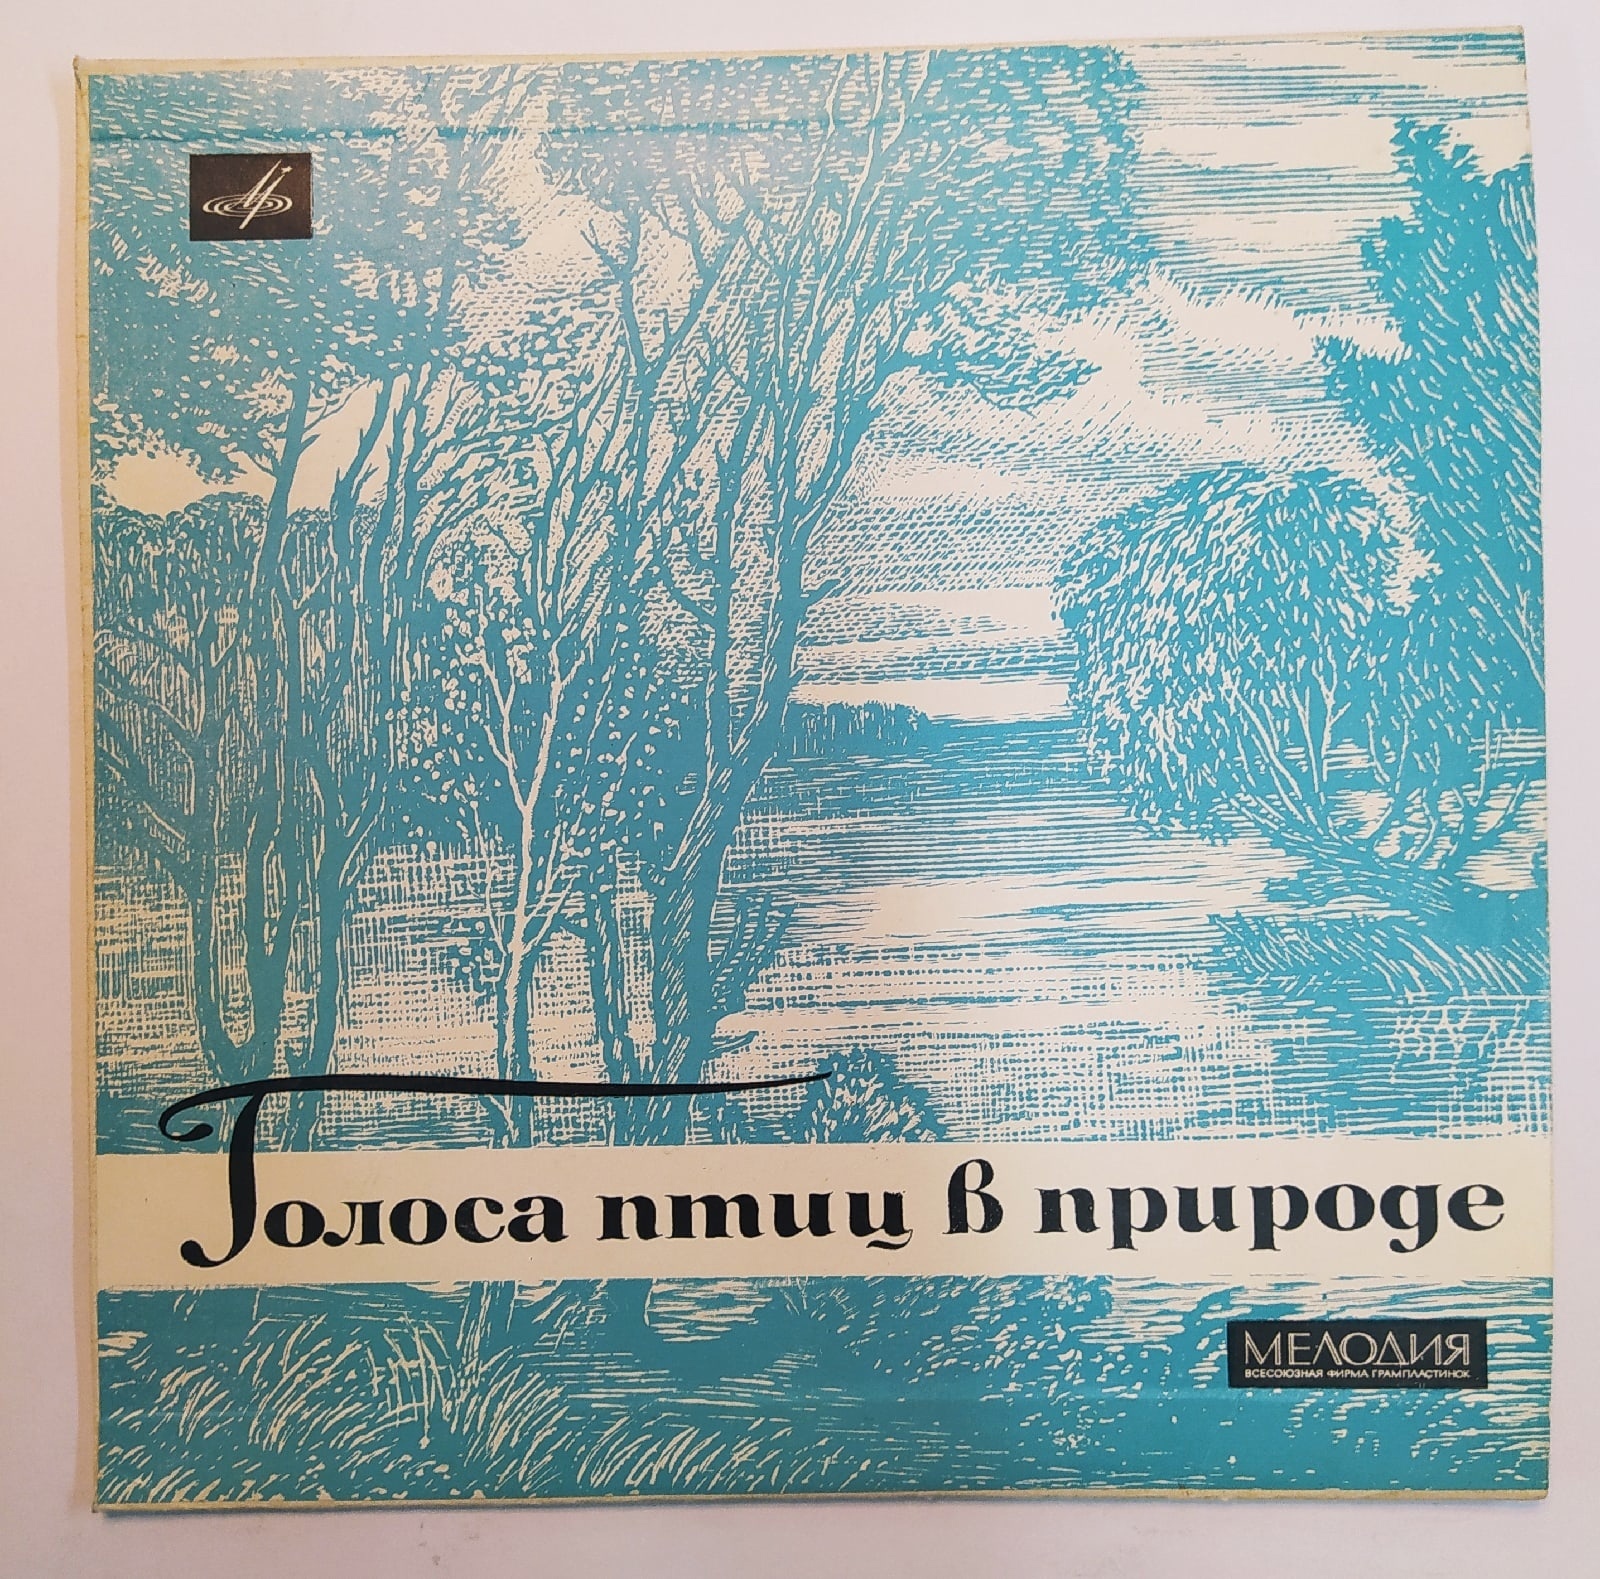 Голоса птиц в природе
МЕЛОДИЯ
ВСЕСОЮЗНАЯ ФИРМА ГРАМПЛАСТИНОК